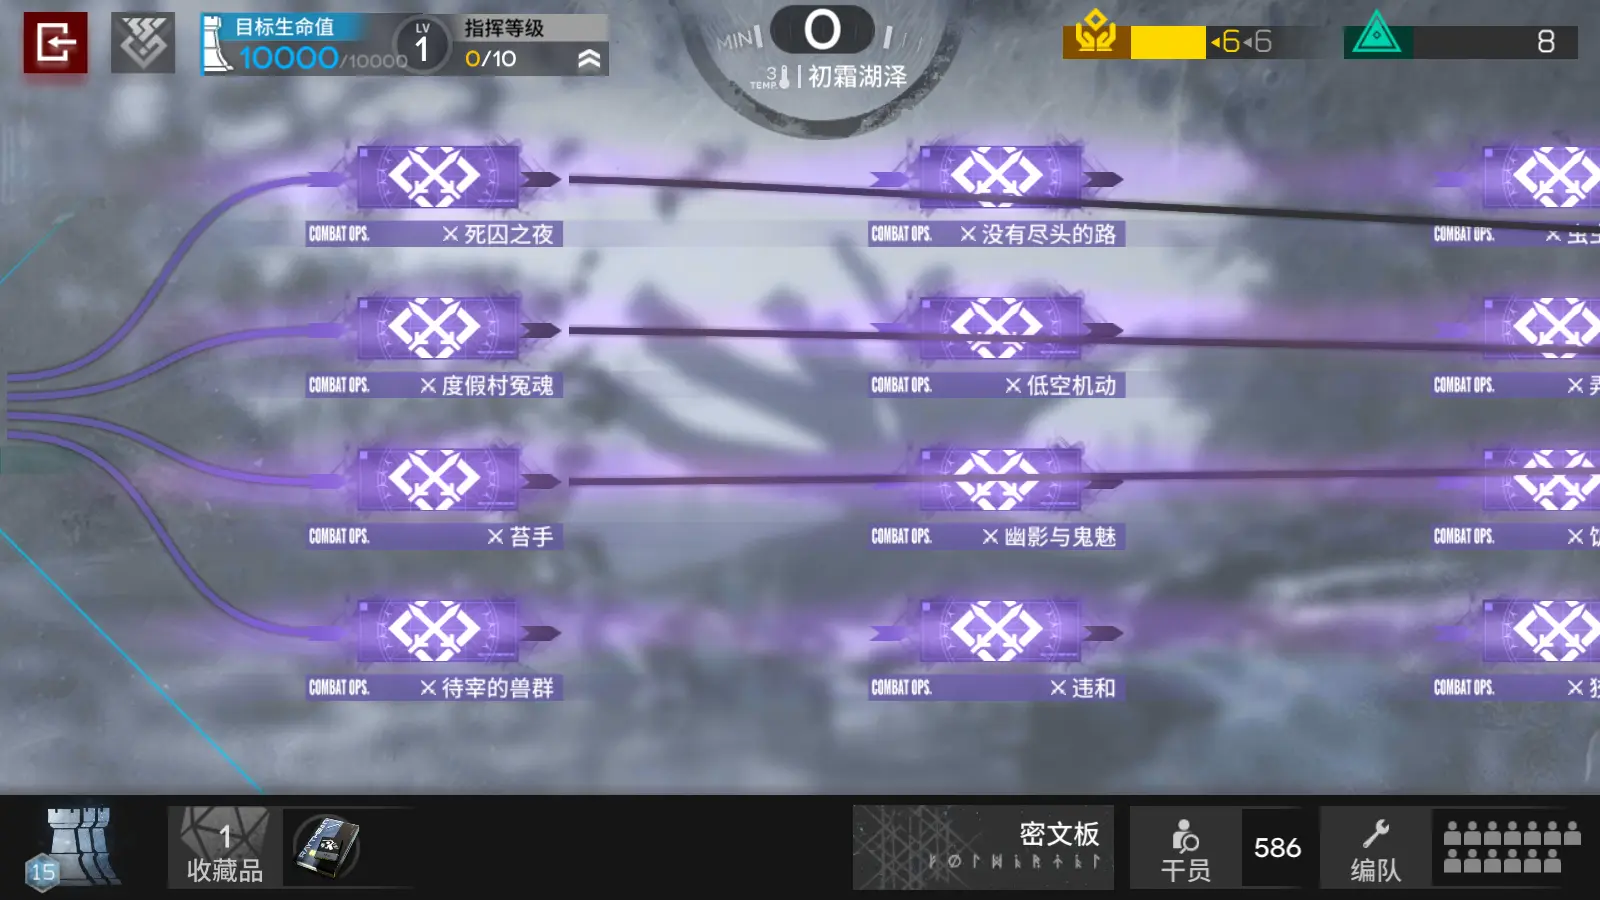 目标生命值
10000/10000
LV
1
指挥等级
0/10
MIN
0
3
TEMP.
初霜湖泽
6
6
8
COMBAT OPS. 死囚之夜
COMBAT OPS. 没有尽头的路
COMBAT OPS.
COMBAT OPS. 度假村冤魂
COMBAT OPS. 低空机动
COMBAT OPS.
COMBAT OPS. 苔手
COMBAT OPS. 幽影与鬼魅
COMBAT OPS.
COMBAT OPS. 待宰的兽群
COMBAT OPS. 违和
COMBAT OPS.
15
1
收藏品
密文板
干员
586
编队